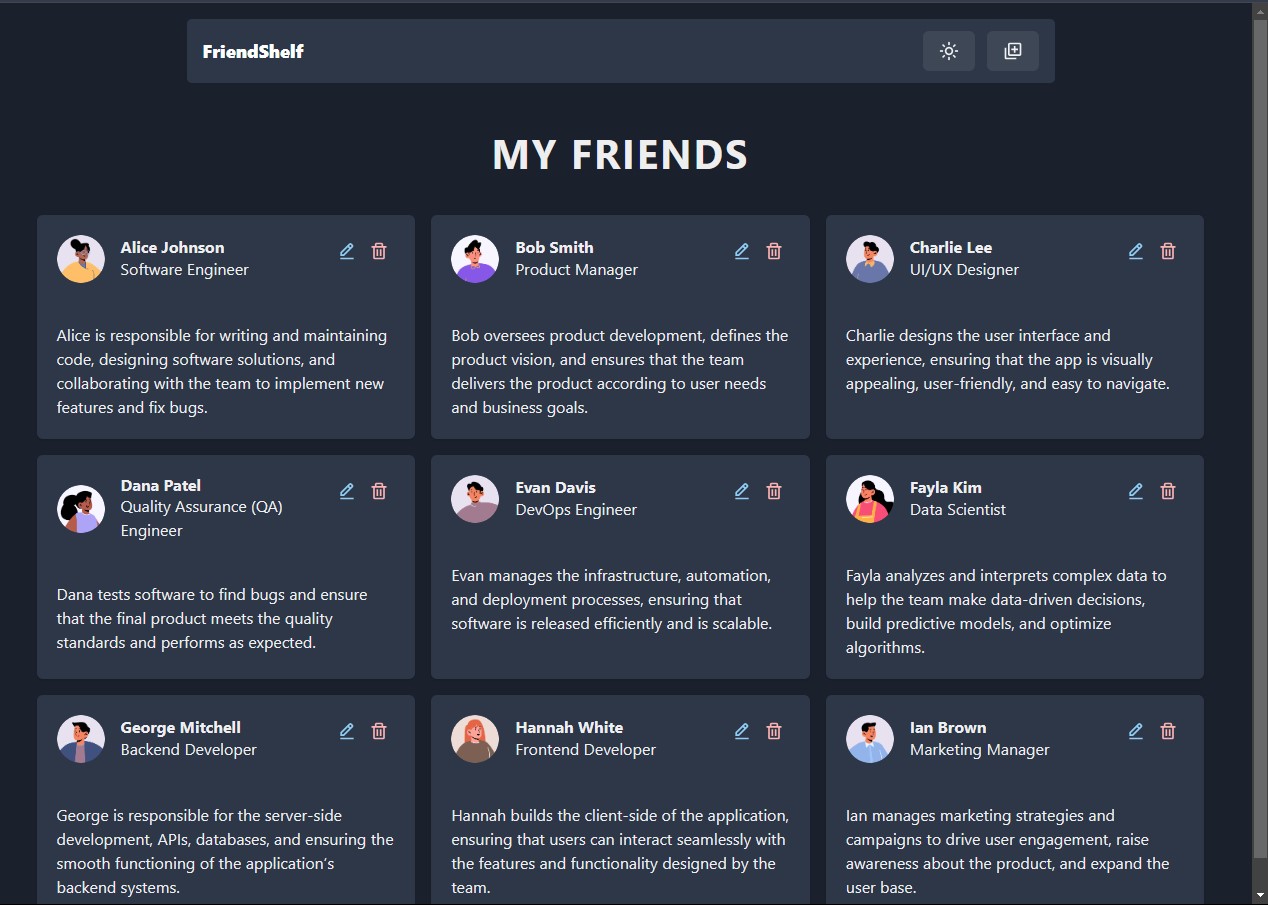 FriendShelf
MY FRIENDS
Alice Johnson
Software Engineer
Alice is responsible for writing and maintaining
code, designing software solutions, and
collaborating with the team to implement new
features and fix bugs.
Bob Smith
Product Manager
Bob oversees product development, defines the
product vision, and ensures that the team
delivers the product according to user needs
and business goals.
Charlie Lee
UI/UX Designer
Charlie designs the user interface and
experience, ensuring that the app is visually
appealing, user-friendly, and easy to navigate.
Dana Patel
Quality Assurance (QA)
Engineer
Dana tests software to find bugs and ensure
that the final product meets the quality
standards and performs as expected.
Evan Davis
DevOps Engineer
Evan manages the infrastructure, automation,
and deployment processes, ensuring that
software is released efficiently and is scalable.
Fayla Kim
Data Scientist
Fayla analyzes and interprets complex data to
help the team make data-driven decisions,
build predictive models, and optimize
algorithms.
George Mitchell
Backend Developer
George is responsible for the server-side
development, APIs, databases, and ensuring the
smooth functioning of the application's
backend systems.
Hannah White
Frontend Developer
Hannah builds the client-side of the application,
ensuring that users can interact seamlessly with
the features and functionality designed by the
team.
Ian Brown
Marketing Manager
Ian manages marketing strategies and
campaigns to drive user engagement, raise
awareness about the product, and expand the
user base.